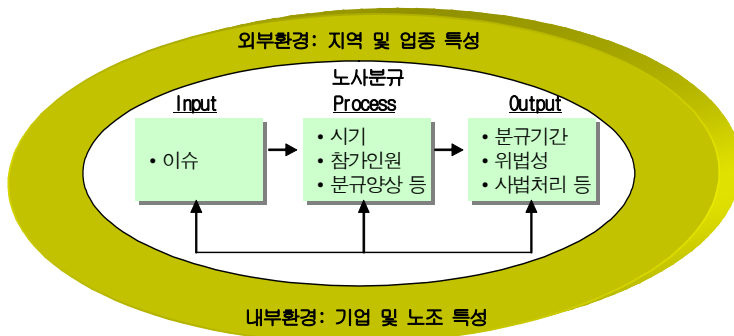 외부환경: 지역 및 업종 특성
노사분규
Input
Process
Output
• 이슈
• 시기
• 참가인원
• 분규양상 등
• 분규기간
• 위법성
• 사법처리 등
내부환경: 기업 및 노조 특성